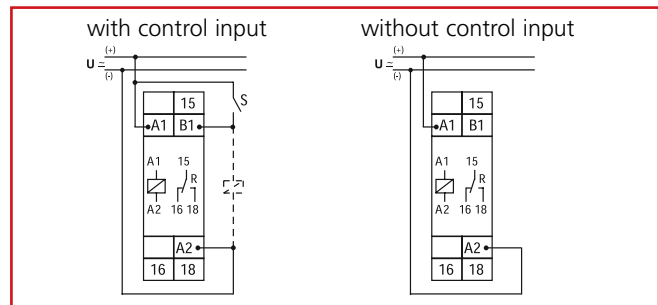 with control input
(+)
U
(-)
S
15
A1 B1
A1 15
R
A2 16 18
A2
16 18
without control input
(+)
U
(-)
15
A1 B1
A1 15
R
A2 16 18
A2
16 18